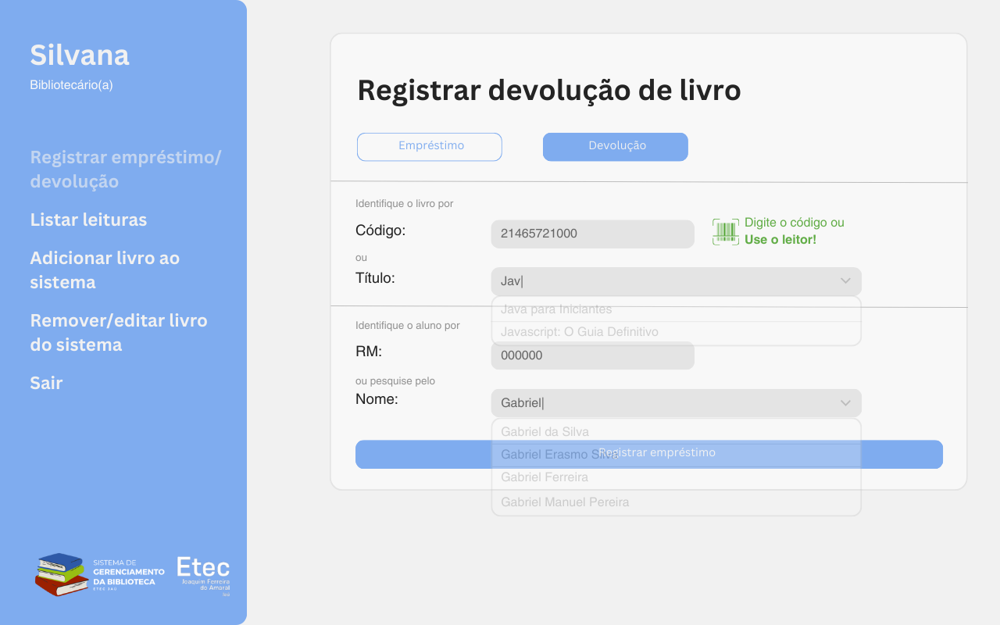 Silvana
Bibliotecário(a)
Registrar empréstimo/
devolução
Listar leituras
Adicionar livro ao
sistema
Remover/editar livro
do sistema
Sair
SISTEMA DE
GERENCIAMENTO
DA BIBLIOTECA
ETEC JAÚ
Etec
Joaquim Ferreira
do Amaral
Jaú
Registrar devolução de livro
Empréstimo
Devolução
Identifique o livro por
Código:
21465721000
Digite o código ou
Use o leitor!
ou
Título:
Jav|
Java para Iniciantes
Javascript: O Guia Definitivo
Identifique o aluno por
RM:
000000
ou pesquise pelo
Nome:
Gabriel|
Gabriel da Silva
Gabriel Erasmo Silva
Registrar empréstimo
Gabriel Ferreira
Gabriel Manuel Pereira